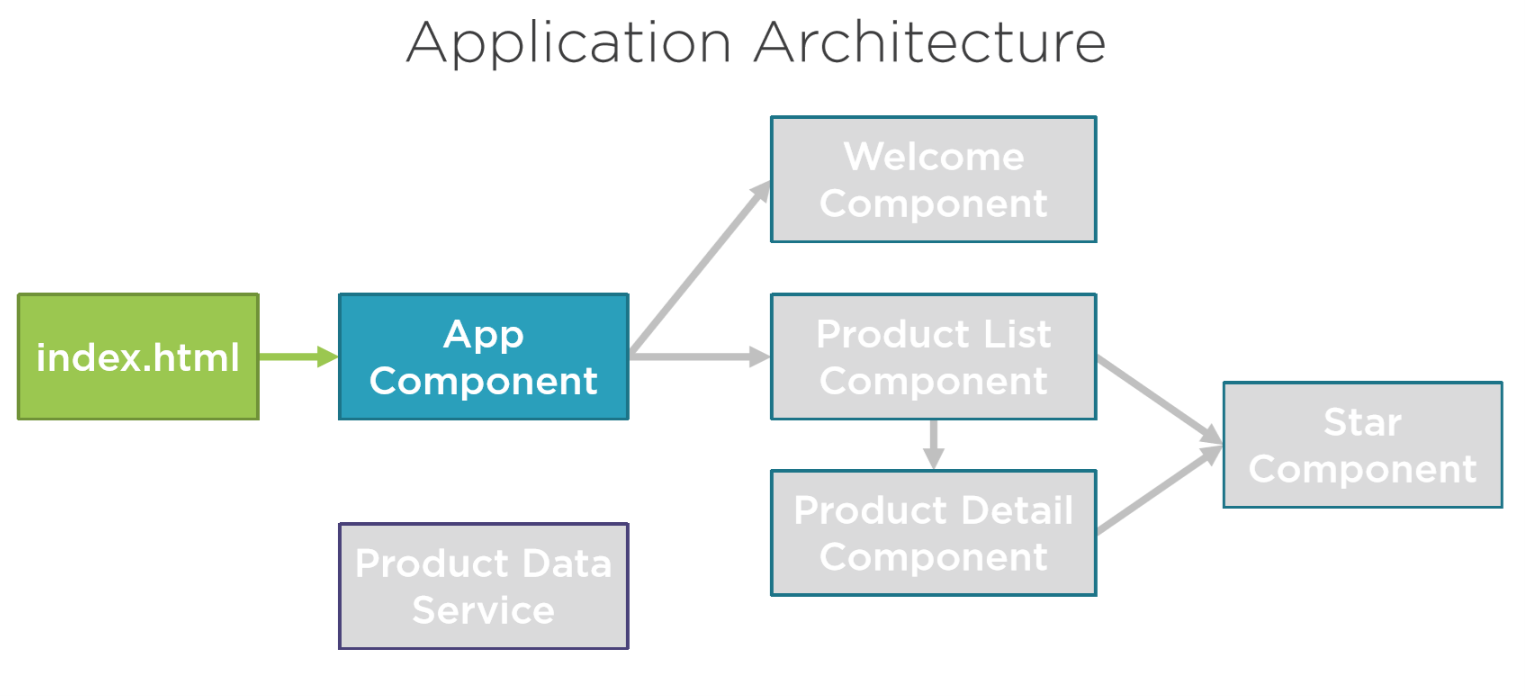 Application Architecture
Welcome
Component
index.html
App
Component
Product List
Component
Star
Component
Product Detail
Component
Product Data
Service